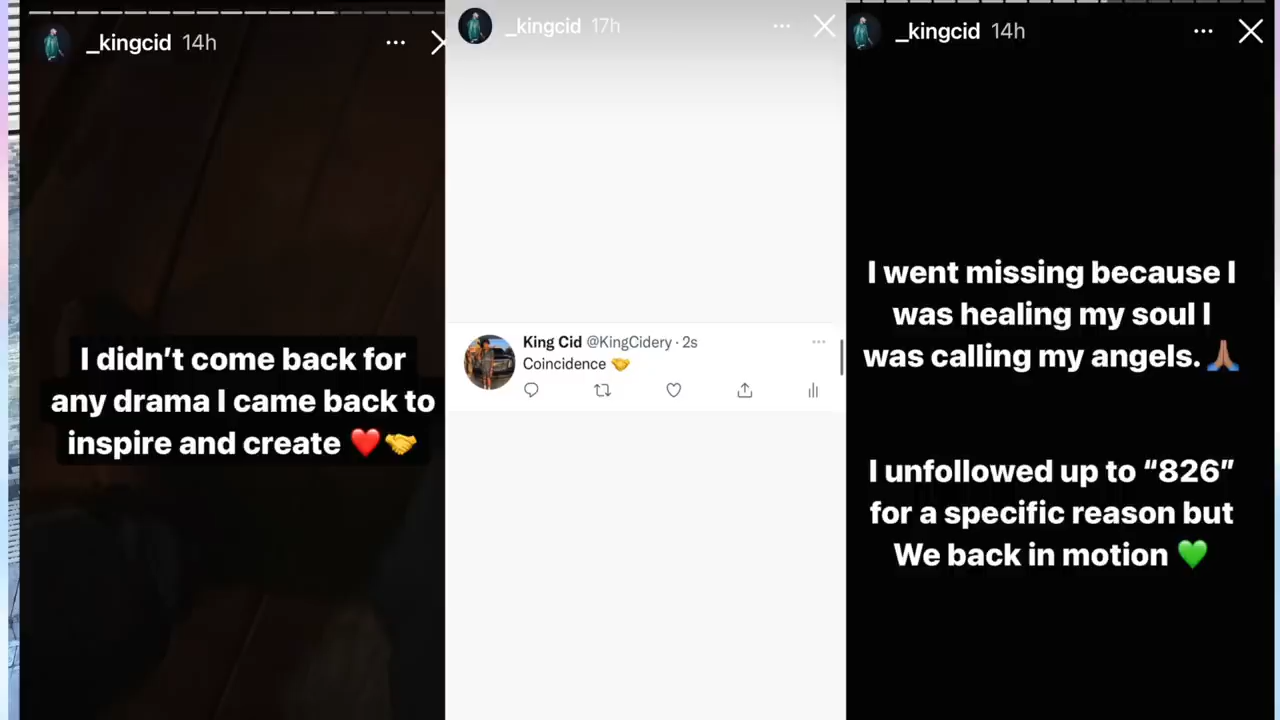 _kingcid 14h
I didn't come back for
any drama I came back to
inspire and create ❤️🤝
_kingcid 17h
King Cid @KingCidery · 2s
Coincidence 🤝
_kingcid 14h
I went missing because I
was healing my soul I
was calling my angels. 🙏🏽
I unfollowed up to “826”
for a specific reason but
We back in motion 💚